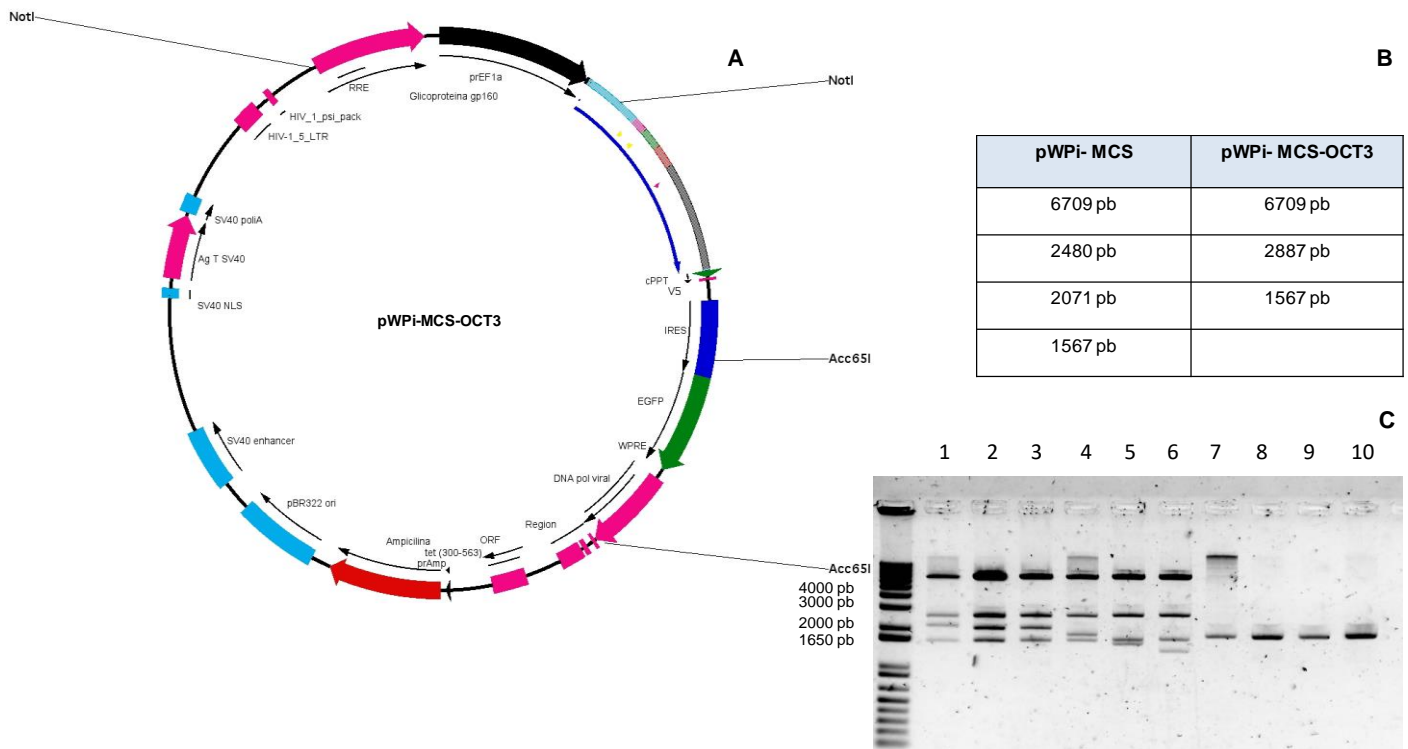 A
NotI
NotI
prEF1a
RRE
Glicoproteina gp160
HIV_1_psi_pack
HIV-1_5_LTR
SV40 poliA
Ag T SV40
SV40 NLS
cPPT
V5
IRES
pWPi-MCS-OCT3
Acc65I
EGFP
WPRE
SV40 enhancer
DNA pol viral
pBR322 ori
Region
ORF
Ampicilina
tet (300-563)
prAmp
Acc65I
B
pWPi- MCS pWPi- MCS-OCT3
6709 pb 6709 pb
2480 pb 2887 pb
2071 pb 1567 pb
1567 pb
C
1 2 3 4 5 6 7 8 9 10
4000 pb
3000 pb
2000 pb
1650 pb